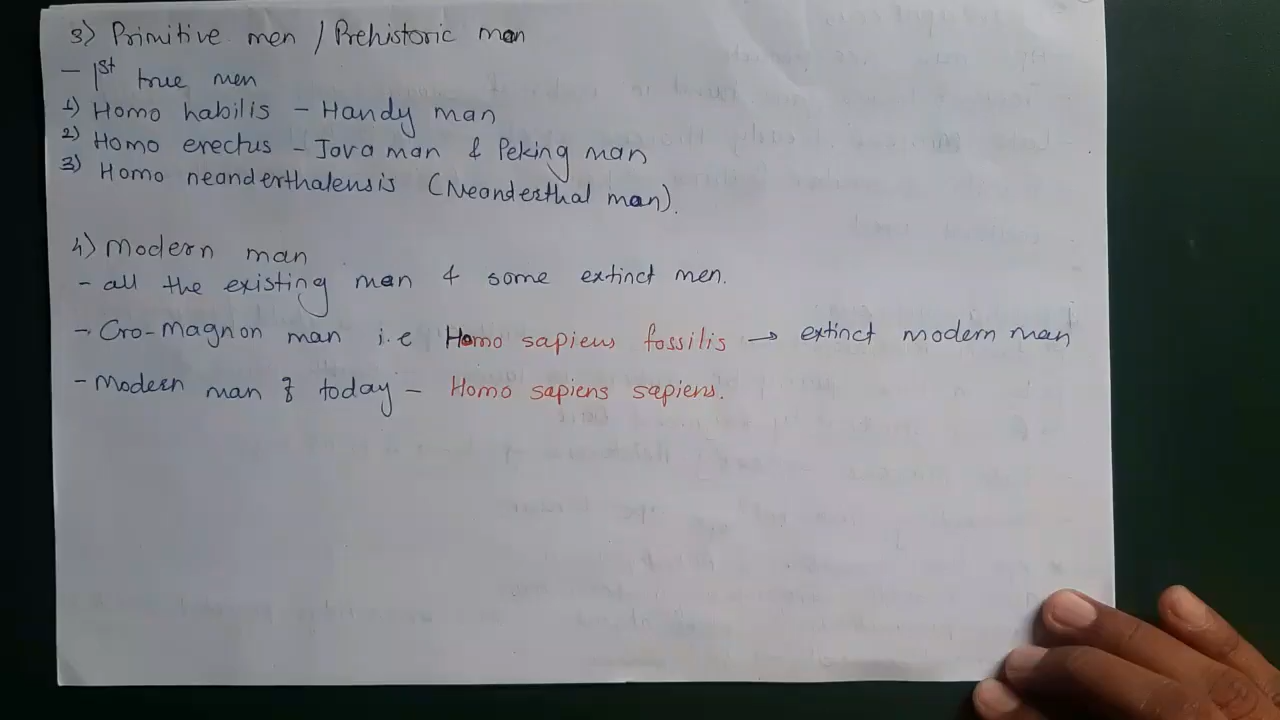 3) Primitive men / Prehistoric man
- 1st true men
1) Homo habilis - Handy man
2) Homo erectus - Java man & Peking man
3) Homo neanderthalensis (Neanderthal man).
4) Modern man
- all the existing man & some extinct men.
- Cro-Magnon man i.e Homo sapiens fossilis → extinct modern man
- Modern man of today - Homo sapiens sapiens.